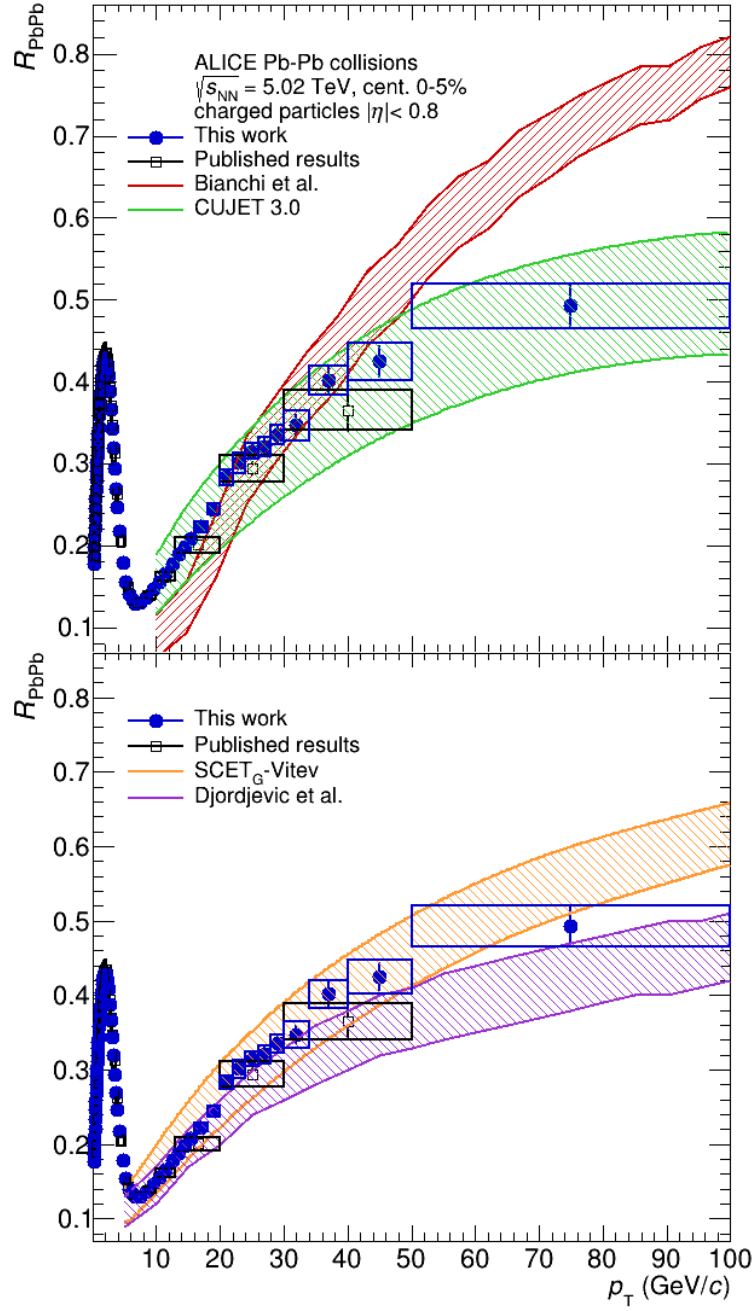 R_PbPb
0.8
0.7
0.6
0.5
0.4
0.3
0.2
0.1
ALICE Pb-Pb collisions
√s_NN = 5.02 TeV, cent. 0-5%
charged particles |η|< 0.8
This work
Published results
Bianchi et al.
CUJET 3.0
R_PbPb
0.8
0.7
0.6
0.5
0.4
0.3
0.2
0.1
This work
Published results
SCET_G-Vitev
Djordjevic et al.
10 20 30 40 50 60 70 80 90 100
p_T (GeV/c)